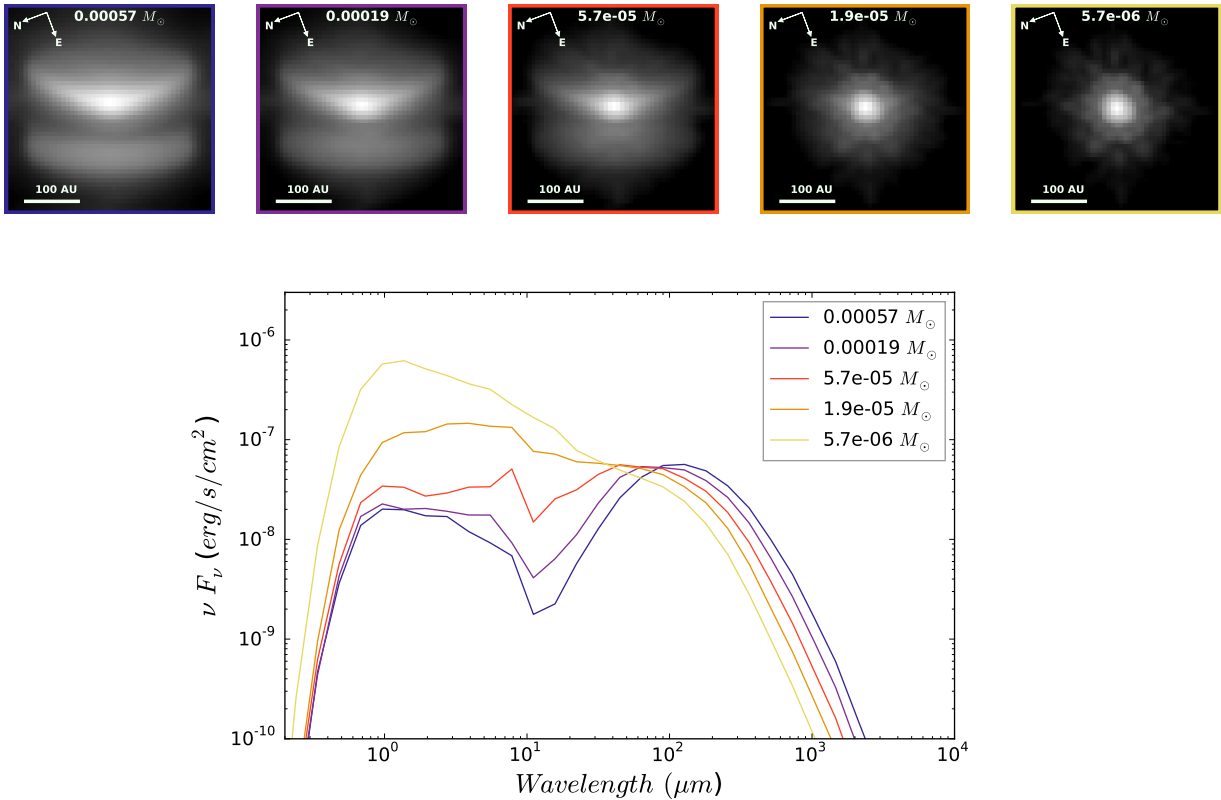 0.00057 M☉
N
E
100 AU
0.00019 M☉
N
E
100 AU
5.7e-05 M☉
N
E
100 AU
1.9e-05 M☉
N
E
100 AU
5.7e-06 M☉
N
E
100 AU
0.00057 M☉
0.00019 M☉
5.7e-05 M☉
1.9e-05 M☉
5.7e-06 M☉
ν Fν (erg/s/cm²)
10⁻⁶
10⁻⁷
10⁻⁸
10⁻⁹
10⁻¹⁰
10⁰ 10¹ 10² 10³ 10⁴
Wavelength (μm)